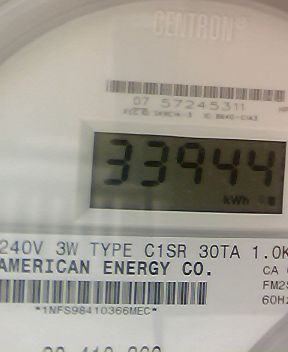 CENTRON®
07 57245311
33944
kWh
240V 3W TYPE C1SR 30TA 1.0K
AMERICAN ENERGY CO.
CA
FM2S
60Hz
*1NFS98410366MEC*